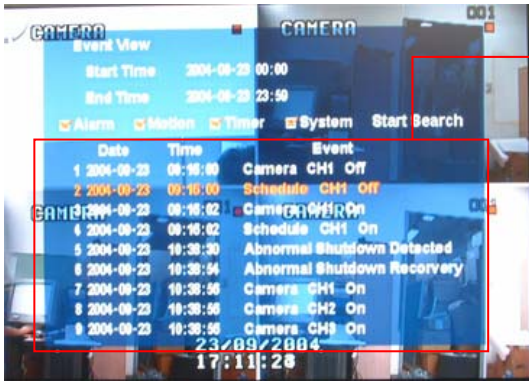 001
CAMERA CAMERA
Event View
Start Time 2004-09-23 00:00
End Time 2004-09-23 23:59
Alarm Motion Timer System Start Search
Date Time Event
1 2004-09-23 09:16:00 Camera CH1 Off
2 2004-09-23 09:16:00 Schedule CH1 Off
3 2004-09-23 09:16:02 Camera CH1 On
4 2004-09-23 09:16:02 Schedule CH1 On
5 2004-09-23 10:38:30 Abnormal Shutdown Detected
6 2004-09-23 10:38:54 Abnormal Shutdown Recorvery
7 2004-09-23 10:38:56 Camera CH1 On
8 2004-09-23 10:38:56 Camera CH2 On
9 2004-09-23 10:38:56 Camera CH3 On
23/09/2004
17:11:28